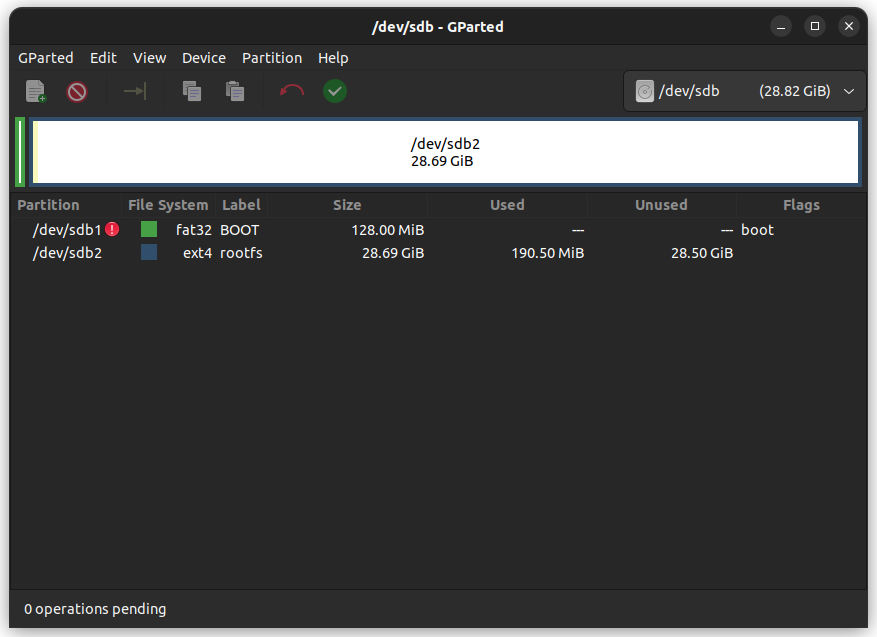 /dev/sdb - GParted
GParted Edit View Device Partition Help
/dev/sdb (28.82 GiB)
/dev/sdb2
28.69 GiB
Partition File System Label Size Used Unused Flags
/dev/sdb1 fat32 BOOT 128.00 MiB --- --- boot
/dev/sdb2 ext4 rootfs 28.69 GiB 190.50 MiB 28.50 GiB
0 operations pending